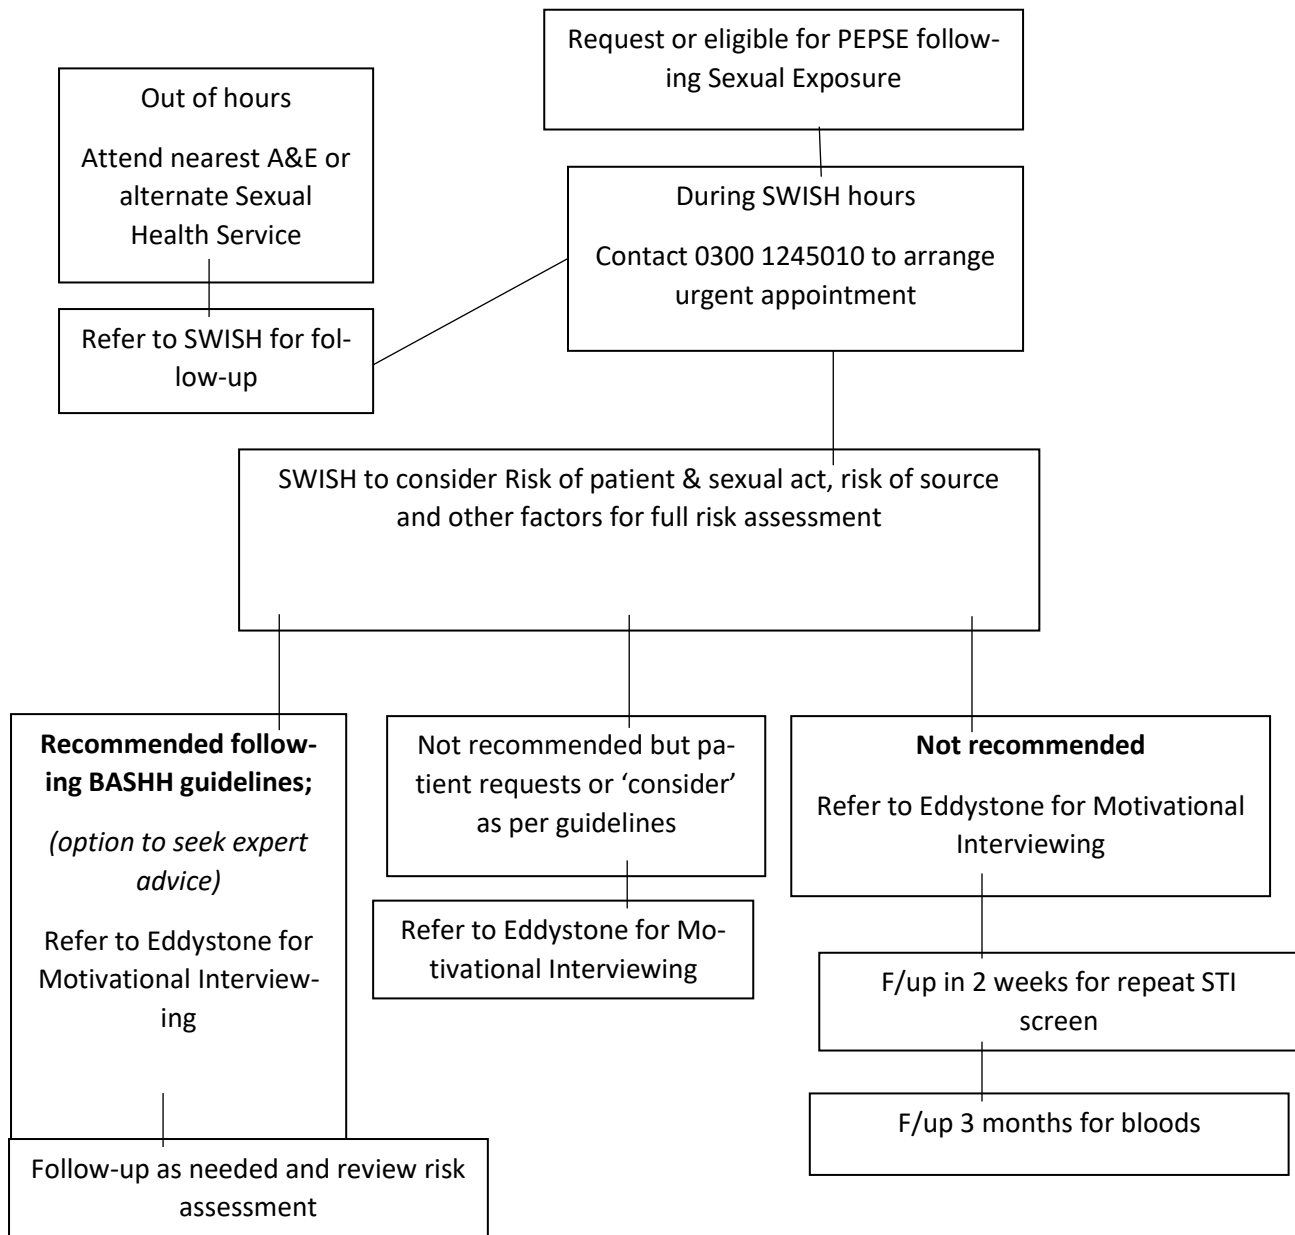 Request or eligible for PEPSE follow-
ing Sexual Exposure
Out of hours
Attend nearest A&E or
alternate Sexual
Health Service
During SWISH hours
Contact 0300 1245010 to arrange
urgent appointment
Refer to SWISH for fol-
low-up
SWISH to consider Risk of patient & sexual act, risk of source
and other factors for full risk assessment
Recommended follow-
ing BASHH guidelines;
(option to seek expert
advice)
Refer to Eddystone for
Motivational Interview-
ing
Follow-up as needed and review risk
assessment
Not recommended but pa-
tient requests or ‘consider’
as per guidelines
Refer to Eddystone for Mo-
tivational Interviewing
Not recommended
Refer to Eddystone for Motivational
Interviewing
F/up in 2 weeks for repeat STI
screen
F/up 3 months for bloods